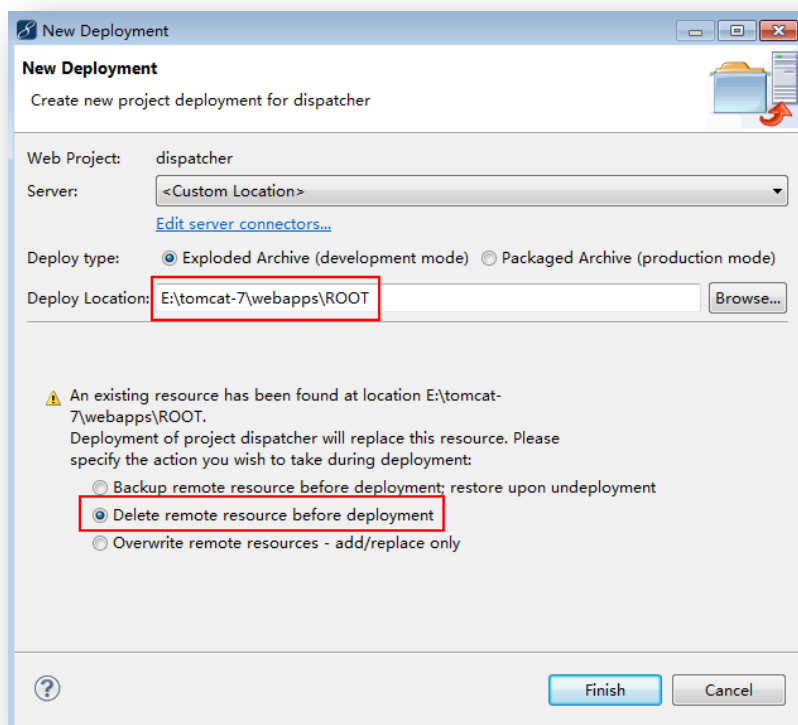 New Deployment
New Deployment
Create new project deployment for dispatcher
Web Project: dispatcher
Server: <Custom Location>
Edit server connectors...
Deploy type: Exploded Archive (development mode) Packaged Archive (production mode)
Deploy Location: E:\tomcat-7\webapps\ROOT Browse...
An existing resource has been found at location E:\tomcat-
7\webapps\ROOT.
Deployment of project dispatcher will replace this resource. Please
specify the action you wish to take during deployment:
Backup remote resource before deployment; restore upon undeployment
Delete remote resource before deployment
Overwrite remote resources - add/replace only
? Finish Cancel